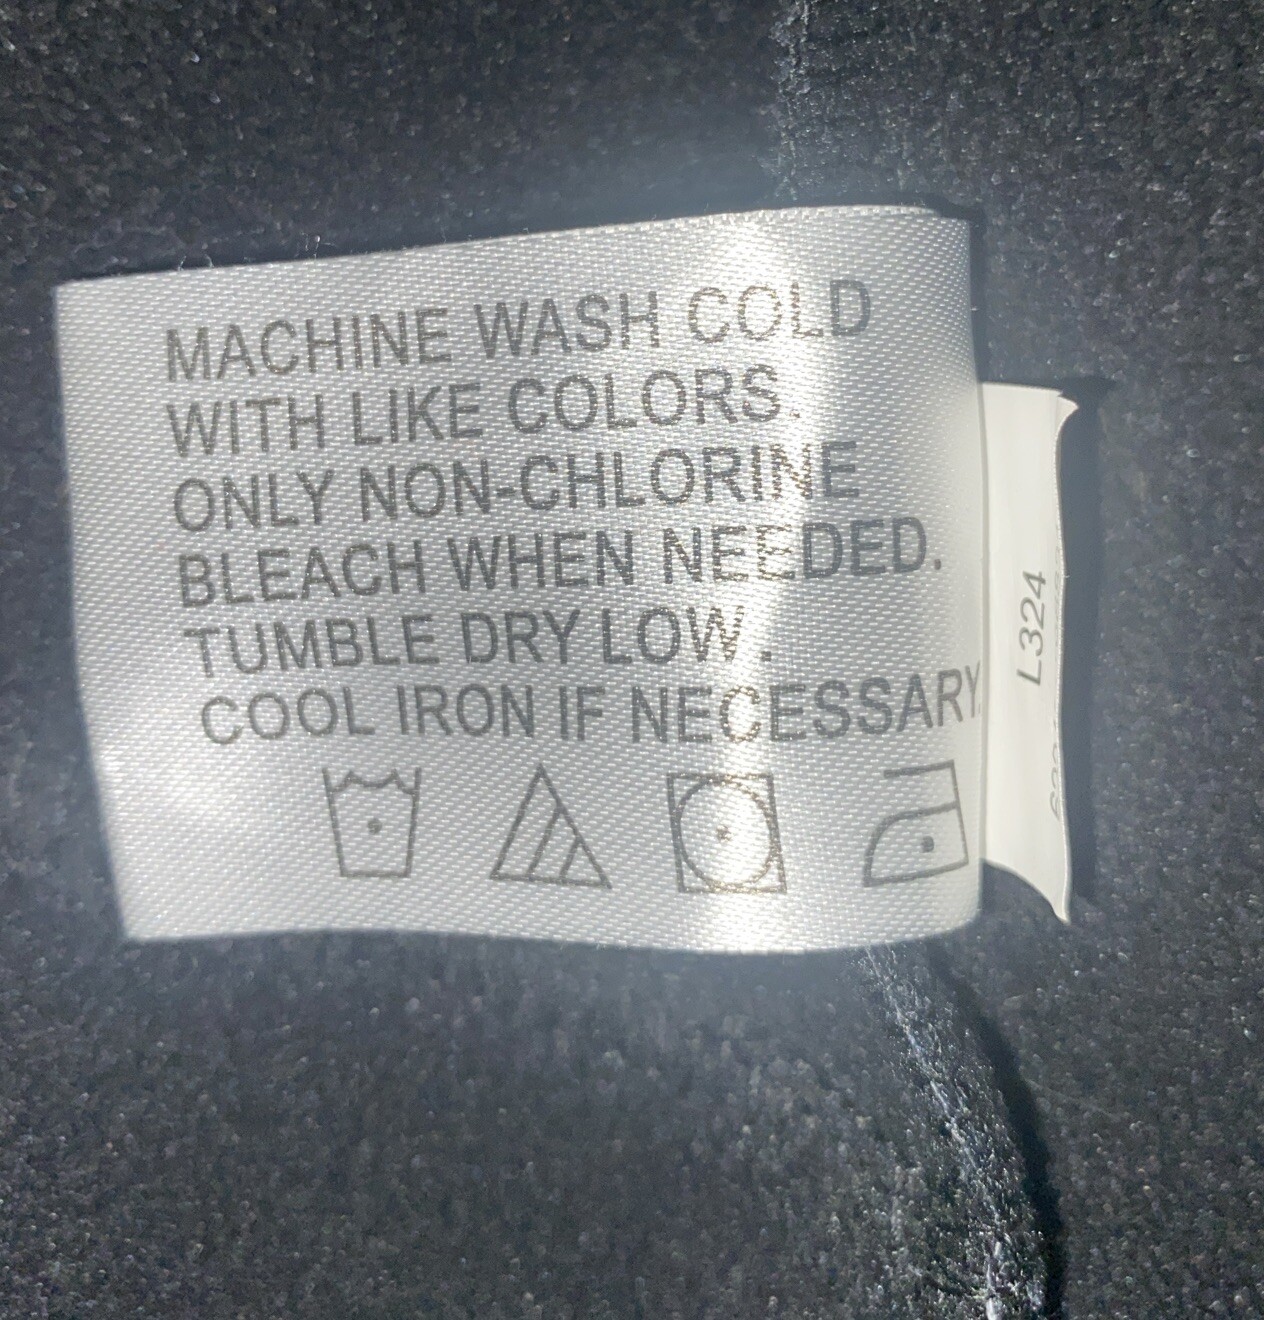 MACHINE WASH COLD
WITH LIKE COLORS.
ONLY NON-CHLORINE
BLEACH WHEN NEEDED.
TUMBLE DRY LOW.
COOL IRON IF NECESSARY.
L324